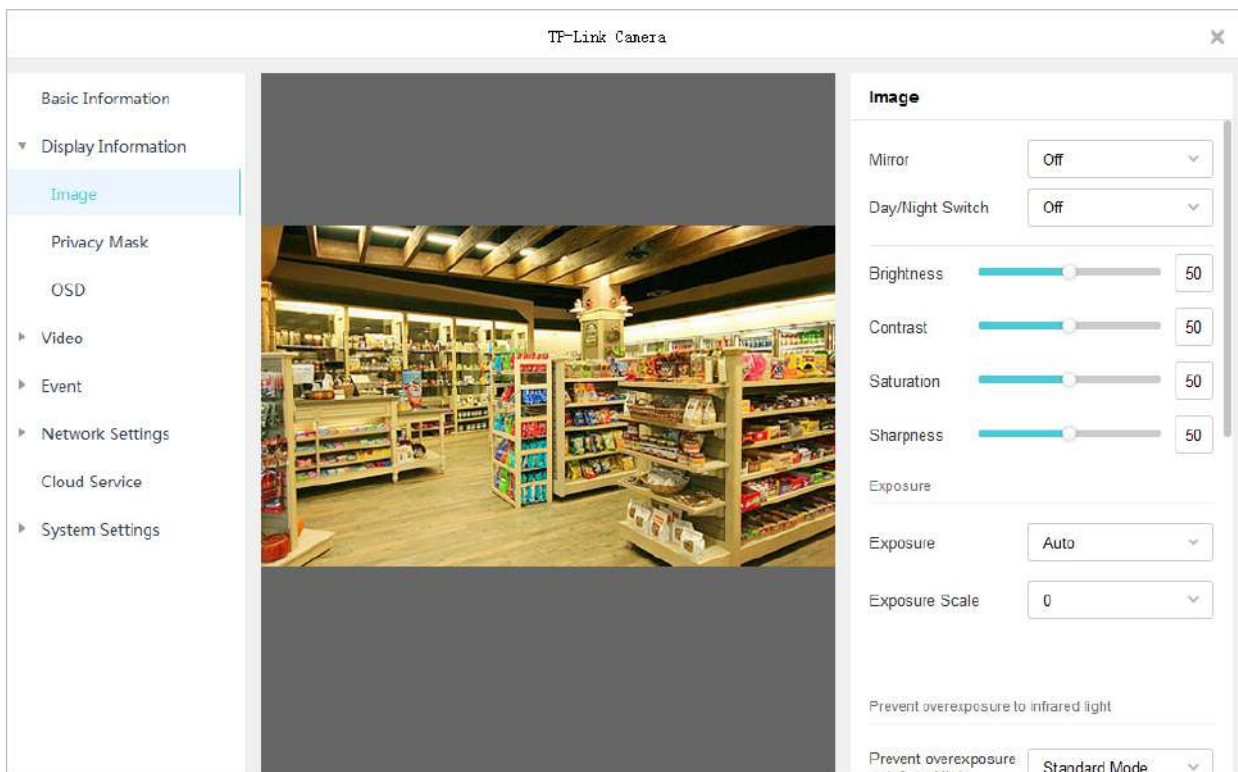 TP-Link Camera
Basic Information
Display Information
Image
Privacy Mask
OSD
Video
Event
Network Settings
Cloud Service
System Settings
Image
Mirror Off
Day/Night Switch Off
Brightness 50
Contrast 50
Saturation 50
Sharpness 50
Exposure
Exposure Auto
Exposure Scale 0
Prevent overexposure to infrared light
Prevent overexposure
Standard Mode